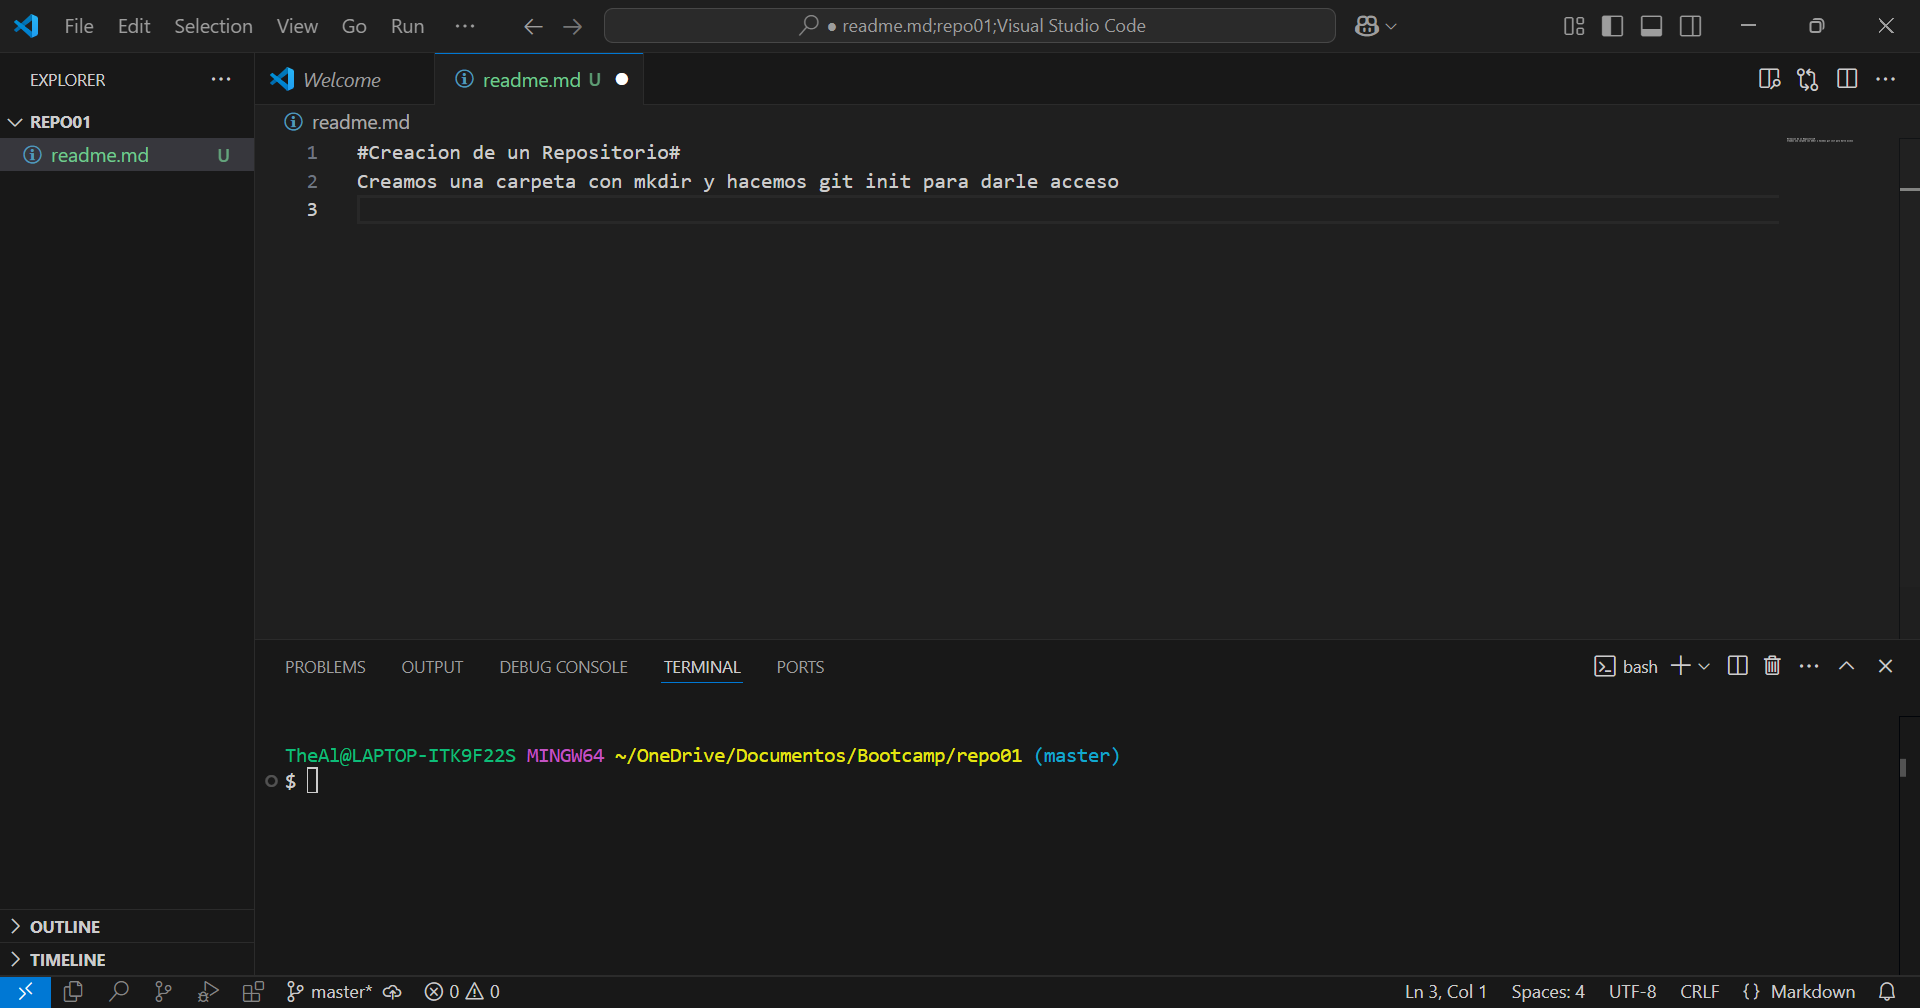 File Edit Selection View Go Run ···
● readme.md;repo01;Visual Studio Code
EXPLORER ···
Welcome
readme.md U ●
REPO01
readme.md U
readme.md
1 #Creacion de un Repositorio#
2 Creamos una carpeta con mkdir y hacemos git init para darle acceso
3
PROBLEMS OUTPUT DEBUG CONSOLE TERMINAL PORTS
bash
TheAl@LAPTOP-ITK9F22S MINGW64 ~/OneDrive/Documentos/Bootcamp/repo01 (master)
$
OUTLINE
TIMELINE
master* 0 0 Ln 3, Col 1 Spaces: 4 UTF-8 CRLF {} Markdown